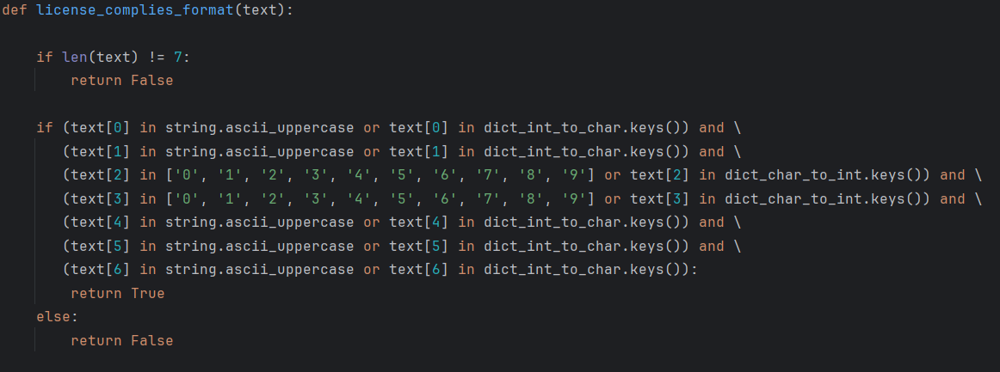 def license_complies_format(text):
    if len(text) != 7:
        return False
    if (text[0] in string.ascii_uppercase or text[0] in dict_int_to_char.keys()) and \
       (text[1] in string.ascii_uppercase or text[1] in dict_int_to_char.keys()) and \
       (text[2] in ['0', '1', '2', '3', '4', '5', '6', '7', '8', '9'] or text[2] in dict_char_to_int.keys()) and \
       (text[3] in ['0', '1', '2', '3', '4', '5', '6', '7', '8', '9'] or text[3] in dict_char_to_int.keys()) and \
       (text[4] in string.ascii_uppercase or text[4] in dict_int_to_char.keys()) and \
       (text[5] in string.ascii_uppercase or text[5] in dict_int_to_char.keys()) and \
       (text[6] in string.ascii_uppercase or text[6] in dict_int_to_char.keys()):
        return True
    else:
        return False